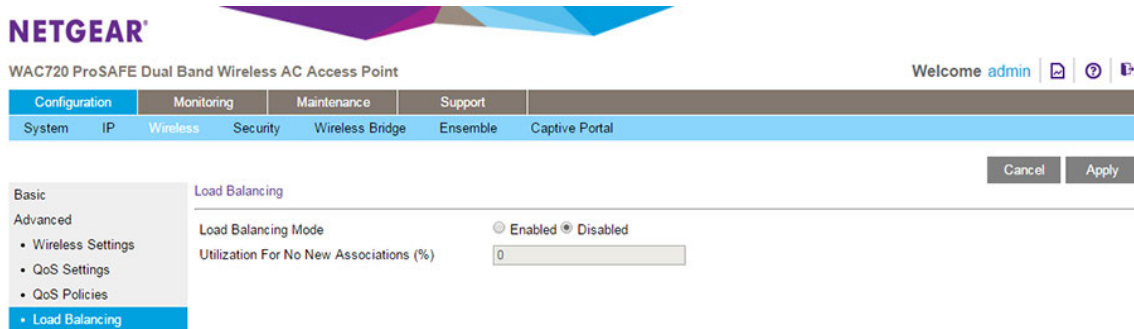 NETGEAR®
WAC720 ProSAFE Dual Band Wireless AC Access Point
Welcome admin
Configuration Monitoring Maintenance Support
System IP Wireless Security Wireless Bridge Ensemble Captive Portal
Cancel Apply
Basic
Advanced
• Wireless Settings
• QoS Settings
• QoS Policies
• Load Balancing
Load Balancing
Load Balancing Mode Enabled Disabled
Utilization For No New Associations (%) 0